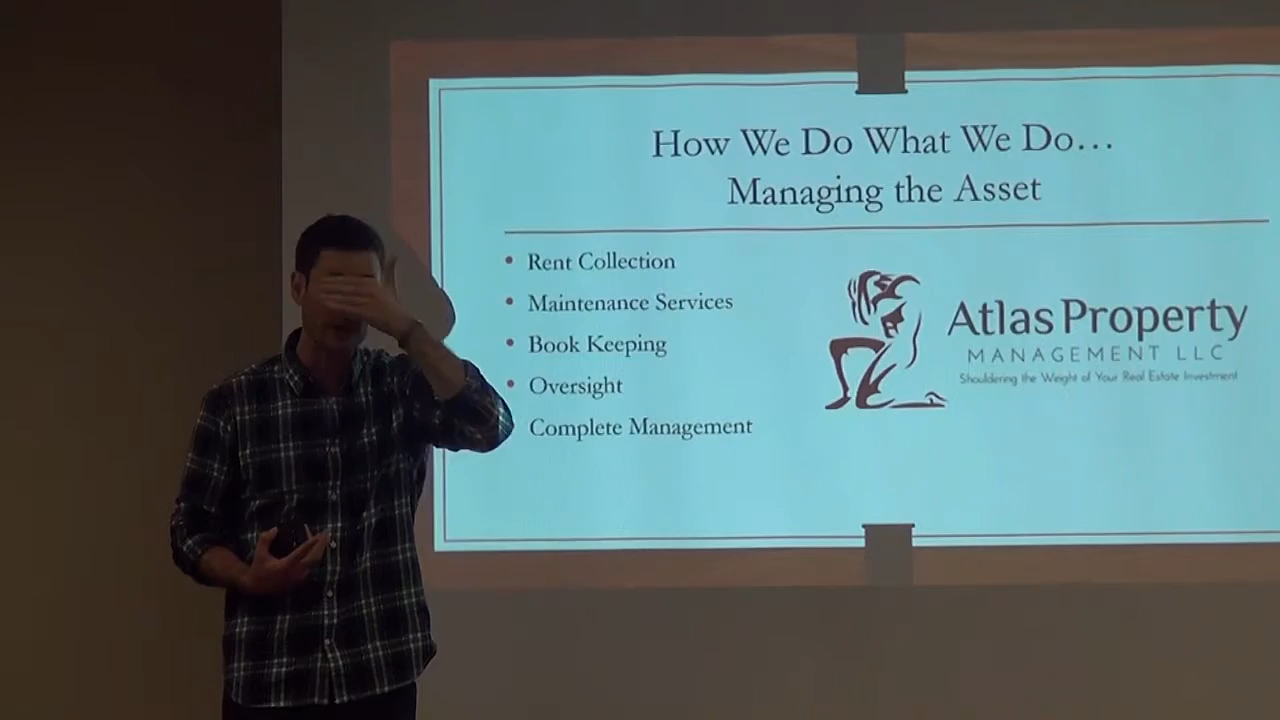 How We Do What We Do...
Managing the Asset
• Rent Collection
• Maintenance Services
• Book Keeping
• Oversight
Complete Management
Atlas Property
MANAGEMENT LLC
Shouldering the Weight of Your Real Estate Investment